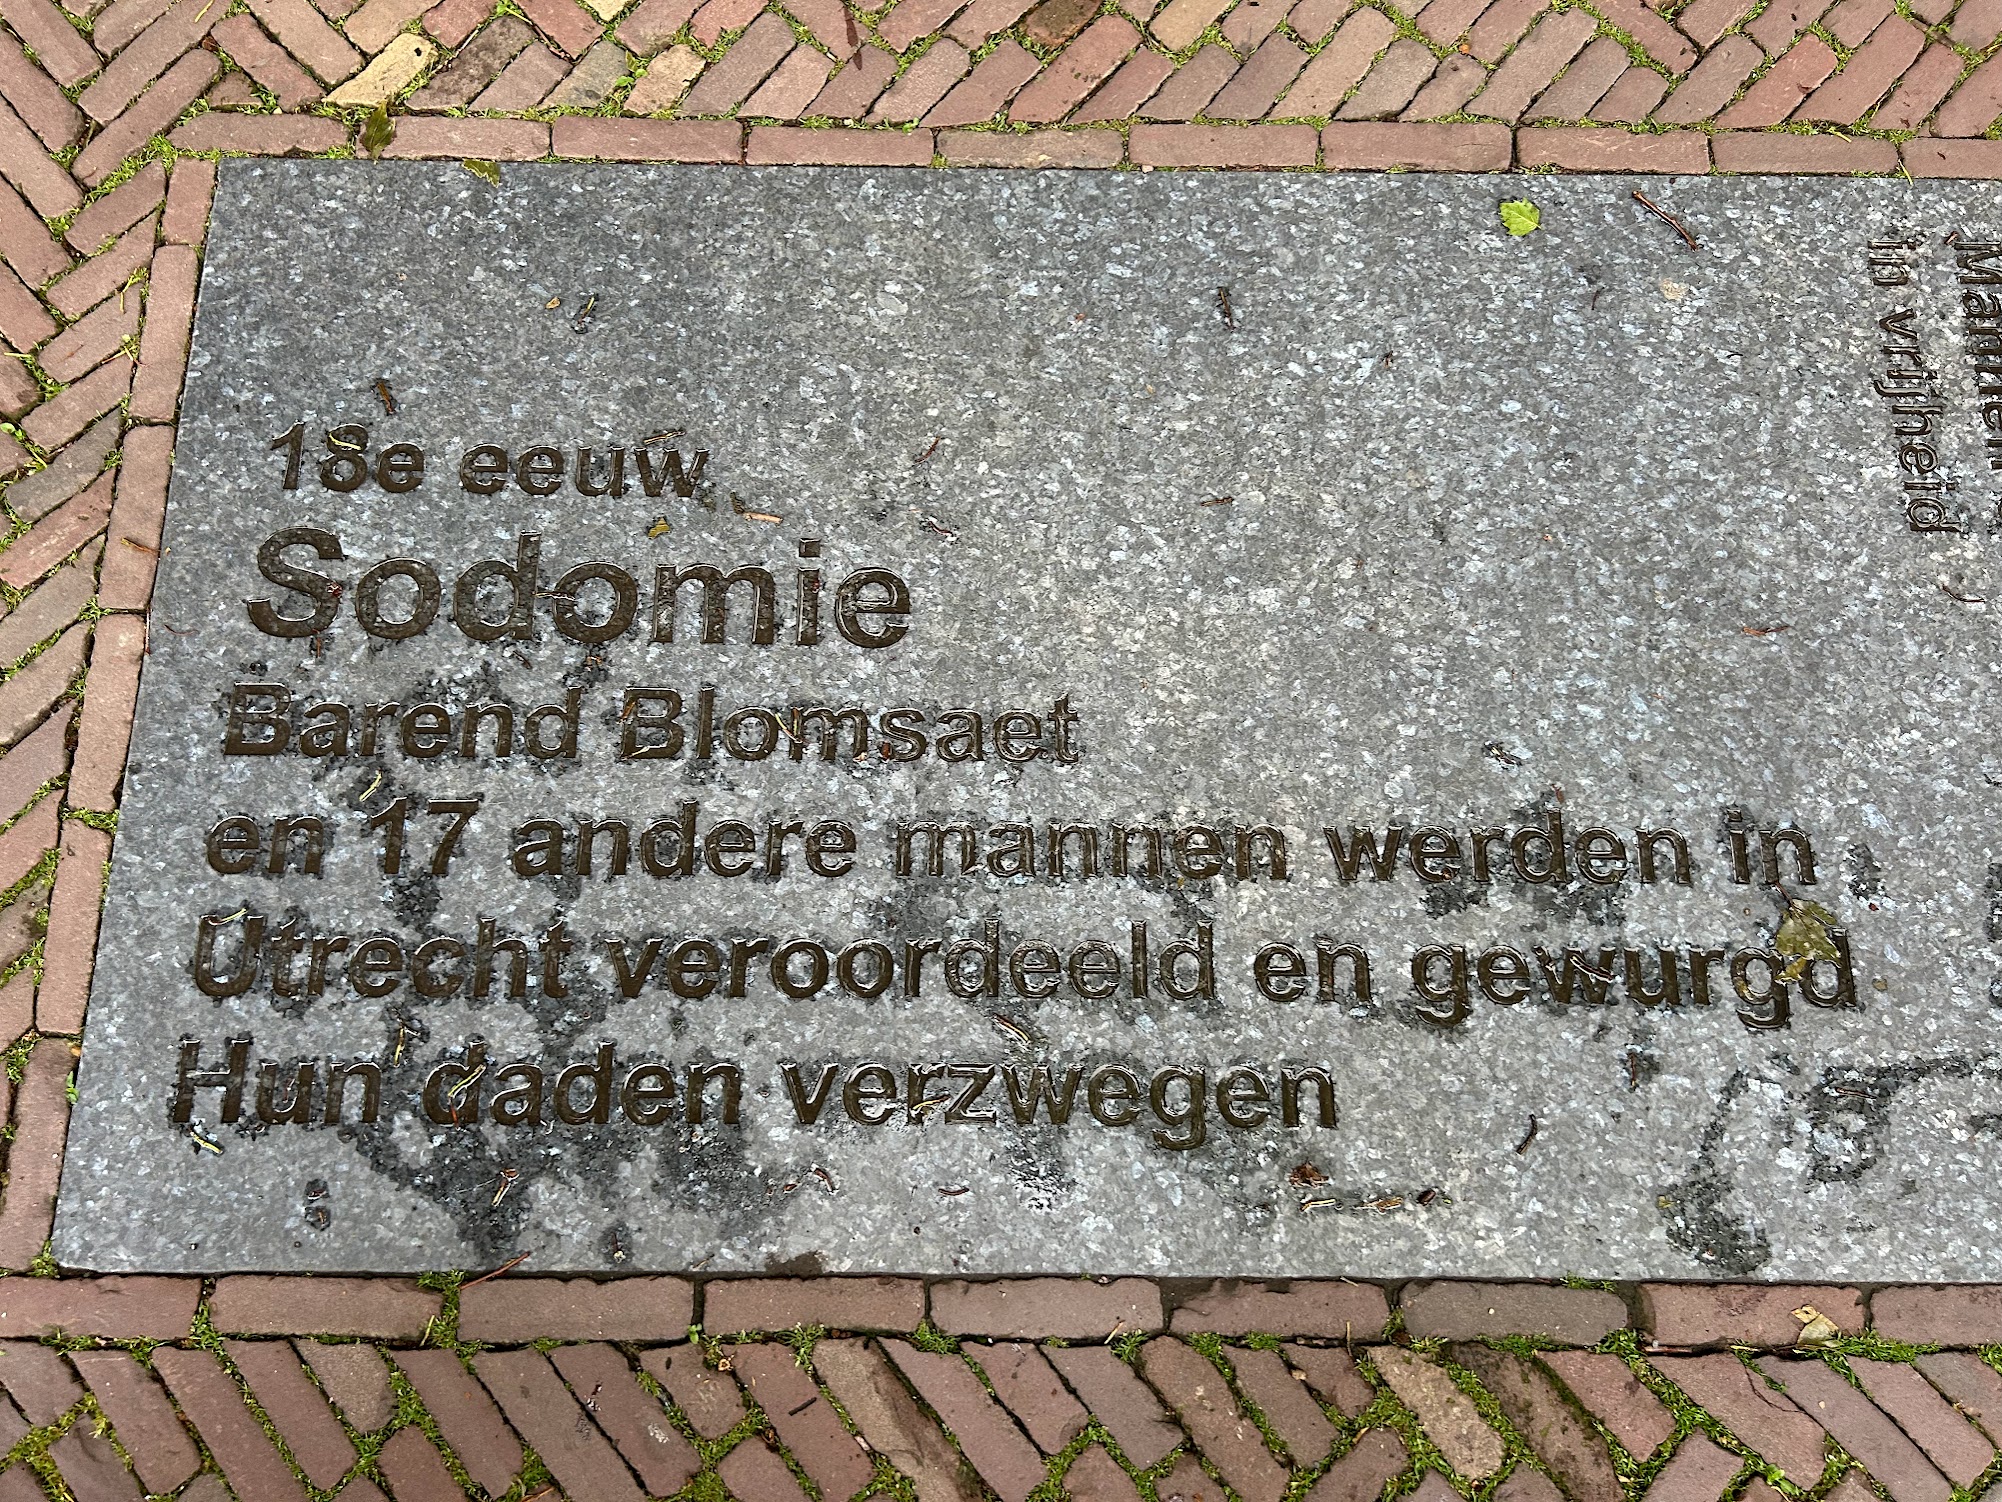 18e eeuw
Sodomie
Barend Blomsaet
en 17 andere mannen werden in
Utrecht veroordeeld en gewurgd
Hun daden verzwegen
in vrijheid